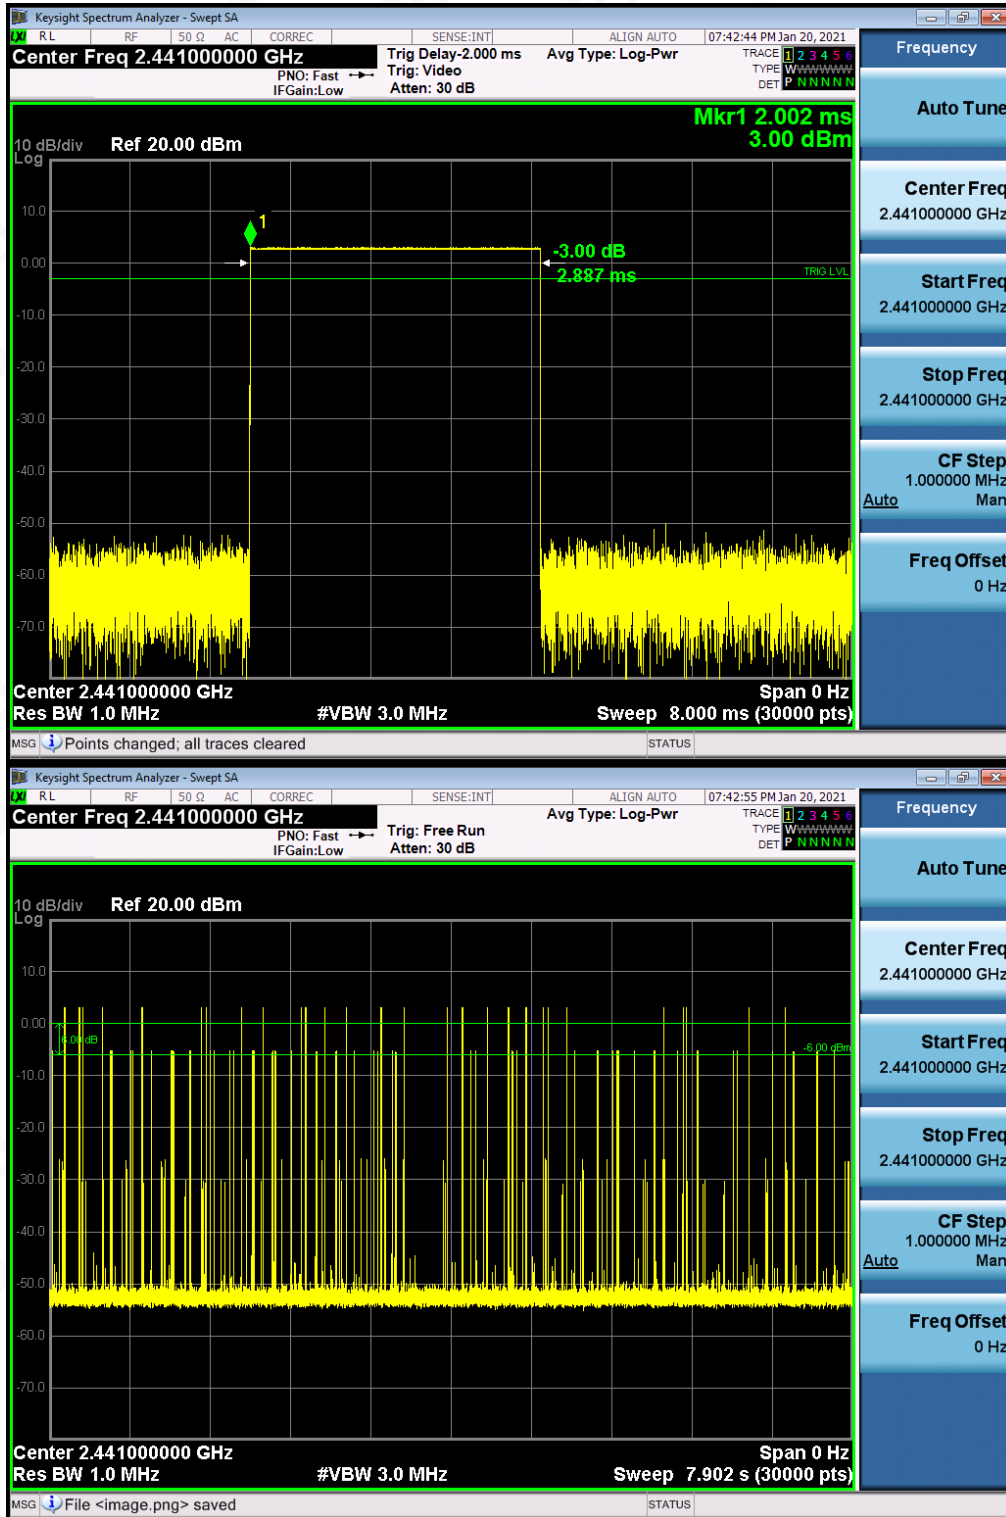 Keysight Spectrum Analyzer - Swept SA
LXI RL RF 50 Ω AC CORREC SENSE:INT ALIGN AUTO 07:42:44 PM Jan 20, 2021
Center Freq 2.441000000 GHz
PNO: Fast
IFGain:Low
Trig Delay-2.000 ms
Trig: Video
Atten: 30 dB
Avg Type: Log-Pwr
TRACE 1 2 3 4 5 6
TYPE WWWWWW
DET P N N N N N
Mkr1 2.002 ms
3.00 dBm
10 dB/div Ref 20.00 dBm
Log
10.0
1
-3.00 dB
0.00
2.887 ms
TRIG LVL
-10.0
-20.0
-30.0
-40.0
-50.0
-60.0
-70.0
Center 2.441000000 GHz Span 0 Hz
Res BW 1.0 MHz #VBW 3.0 MHz Sweep 8.000 ms (30000 pts)
MSG Points changed; all traces cleared STATUS
Frequency
Auto Tune
Center Freq
2.441000000 GHz
Start Freq
2.441000000 GHz
Stop Freq
2.441000000 GHz
CF Step
1.000000 MHz
Auto Man
Freq Offset
0 Hz
Keysight Spectrum Analyzer - Swept SA
LXI RL RF 50 Ω AC CORREC SENSE:INT ALIGN AUTO 07:42:55 PM Jan 20, 2021
Center Freq 2.441000000 GHz
PNO: Fast
IFGain:Low
Trig: Free Run
Atten: 30 dB
Avg Type: Log-Pwr
TRACE 1 2 3 4 5 6
TYPE WWWWWW
DET P N N N N N
10 dB/div Ref 20.00 dBm
Log
10.0
0.00
6.00 dB
-6.00 dBm
-10.0
-20.0
-30.0
-40.0
-50.0
-60.0
-70.0
Center 2.441000000 GHz Span 0 Hz
Res BW 1.0 MHz #VBW 3.0 MHz Sweep 7.902 s (30000 pts)
MSG File <image.png> saved STATUS
Frequency
Auto Tune
Center Freq
2.441000000 GHz
Start Freq
2.441000000 GHz
Stop Freq
2.441000000 GHz
CF Step
1.000000 MHz
Auto Man
Freq Offset
0 Hz